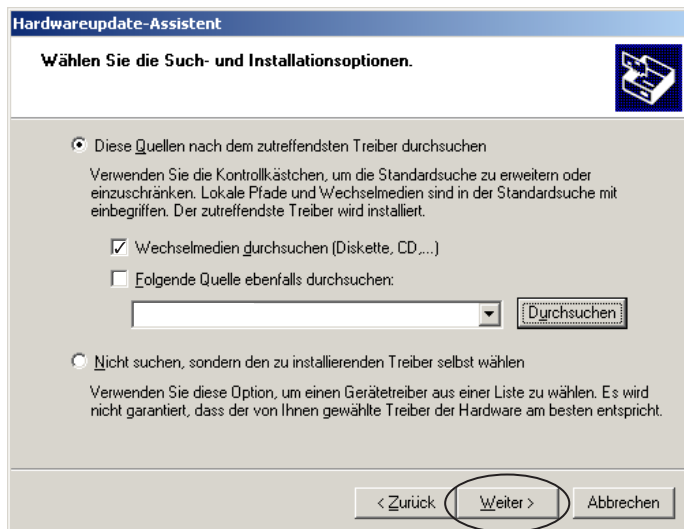 Hardwareupdate-Assistent
Wählen Sie die Such- und Installationsoptionen.
Diese Quellen nach dem zutreffendsten Treiber durchsuchen
Verwenden Sie die Kontrollkästchen, um die Standardsuche zu erweitern oder
einzuschränken. Lokale Pfade und Wechselmedien sind in der Standardsuche mit
einbegriffen. Der zutreffendste Treiber wird installiert.
Wechselmedien durchsuchen (Diskette, CD,...)
Folgende Quelle ebenfalls durchsuchen:
Durchsuchen
Nicht suchen, sondern den zu installierenden Treiber selbst wählen
Verwenden Sie diese Option, um einen Gerätetreiber aus einer Liste zu wählen. Es wird
nicht garantiert, dass der von Ihnen gewählte Treiber der Hardware am besten entspricht.
< Zurück Weiter > Abbrechen